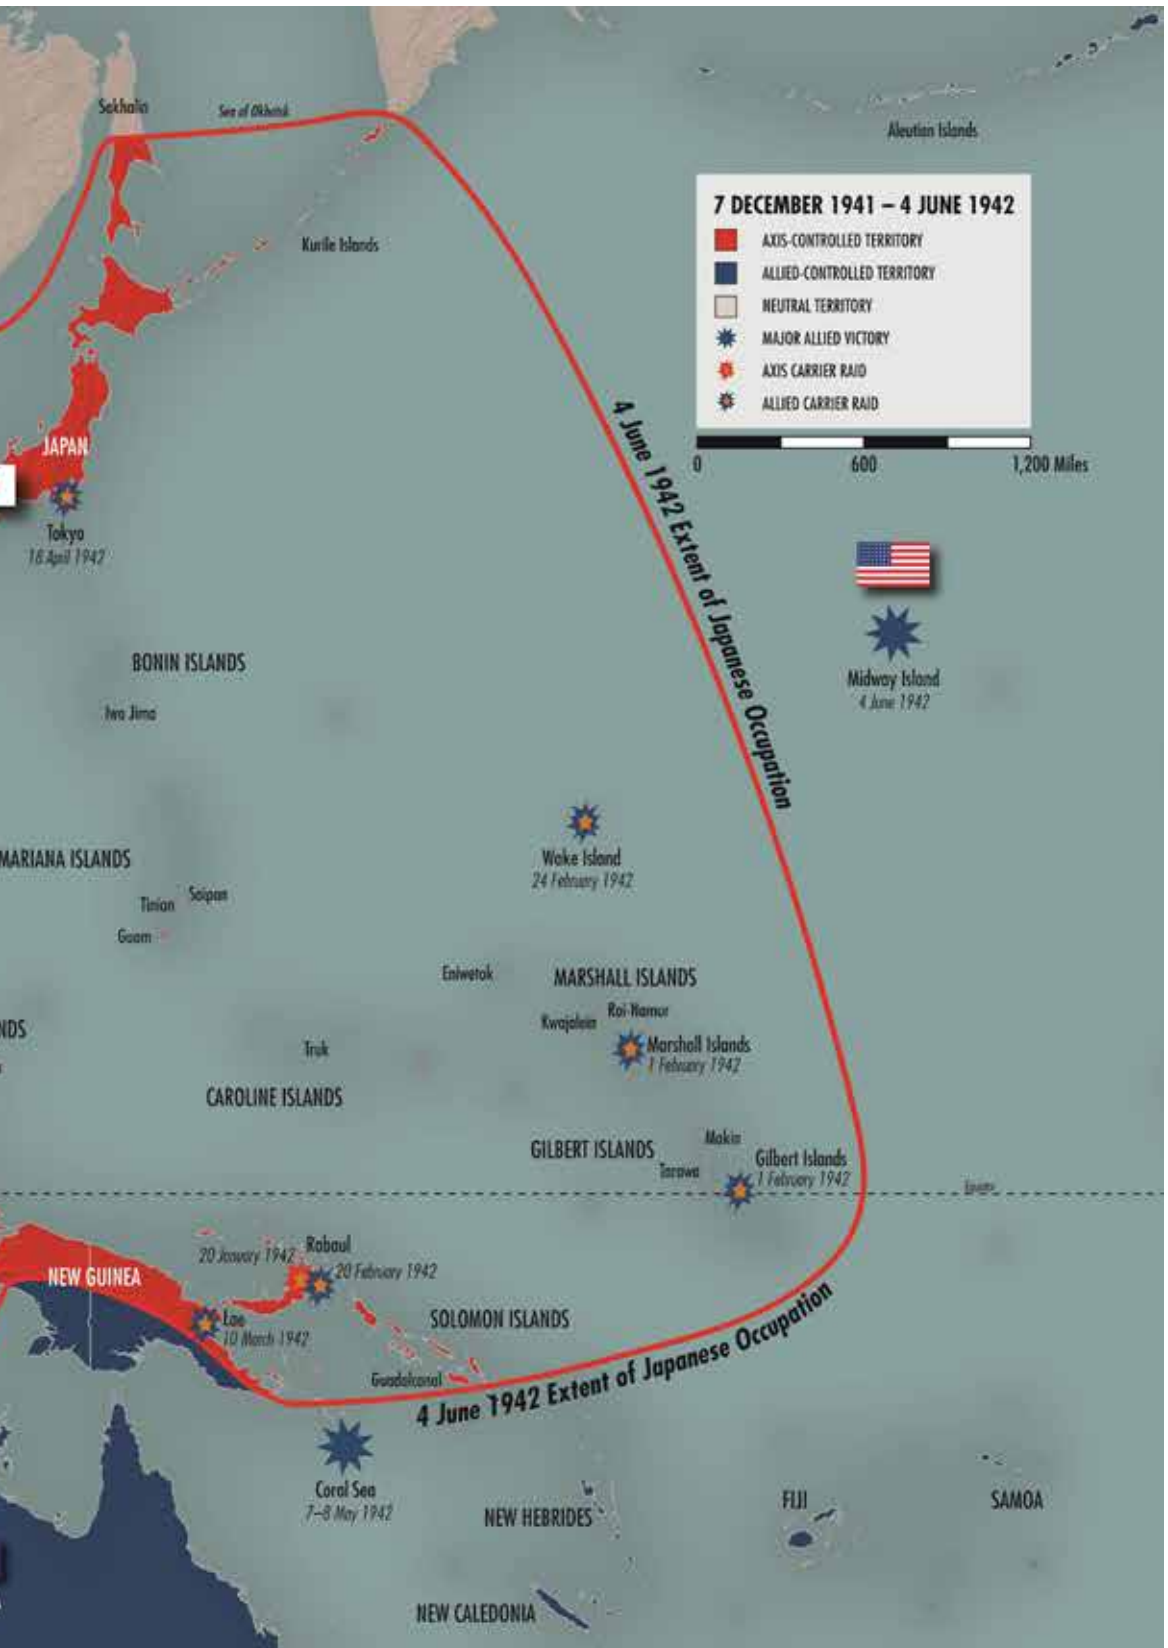 Sakhalin
Sea of Okhotsk
Aleutian Islands
7 DECEMBER 1941 – 4 JUNE 1942
AXIS-CONTROLLED TERRITORY
ALLIED-CONTROLLED TERRITORY
NEUTRAL TERRITORY
MAJOR ALLIED VICTORY
AXIS CARRIER RAID
ALLIED CARRIER RAID
0 600 1,200 Miles
Kurile Islands
JAPAN
Tokyo
18 April 1942
4 June 1942 Extent of Japanese Occupation
Midway Island
4 June 1942
BONIN ISLANDS
Iwo Jima
Wake Island
24 February 1942
MARIANA ISLANDS
Saipan
Tinian
Guam
Eniwetok
MARSHALL ISLANDS
Roi-Namur
Kwajalein
Marshall Islands
1 February 1942
NDS
Truk
CAROLINE ISLANDS
Makin
GILBERT ISLANDS
Tarawa
Gilbert Islands
1 February 1942
Equator
Rabaul
20 January 1942
20 February 1942
NEW GUINEA
Lae
10 March 1942
SOLOMON ISLANDS
Guadalcanal
4 June 1942 Extent of Japanese Occupation
Coral Sea
7–8 May 1942
NEW HEBRIDES
FIJI
SAMOA
NEW CALEDONIA